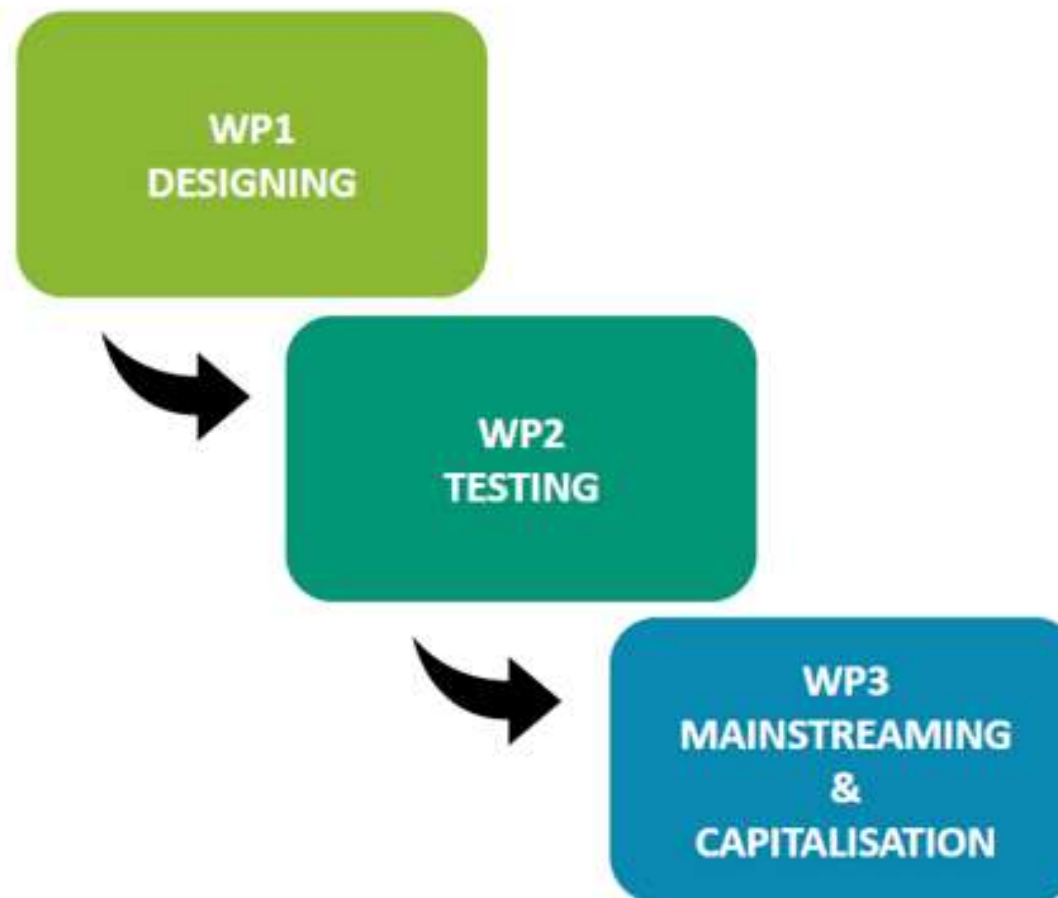 WP1
DESIGNING
WP2
TESTING
WP3
MAINSTREAMING
&
CAPITALISATION